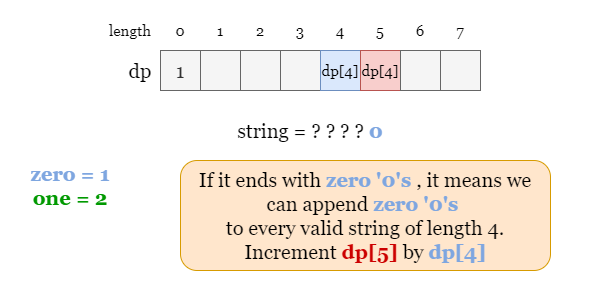 length 0 1 2 3 4 5 6 7
dp 1 dp[4] dp[4]
string = ? ? ? ? 0
zero = 1
one = 2
If it ends with zero '0's , it means we
can append zero '0's
to every valid string of length 4.
Increment dp[5] by dp[4]